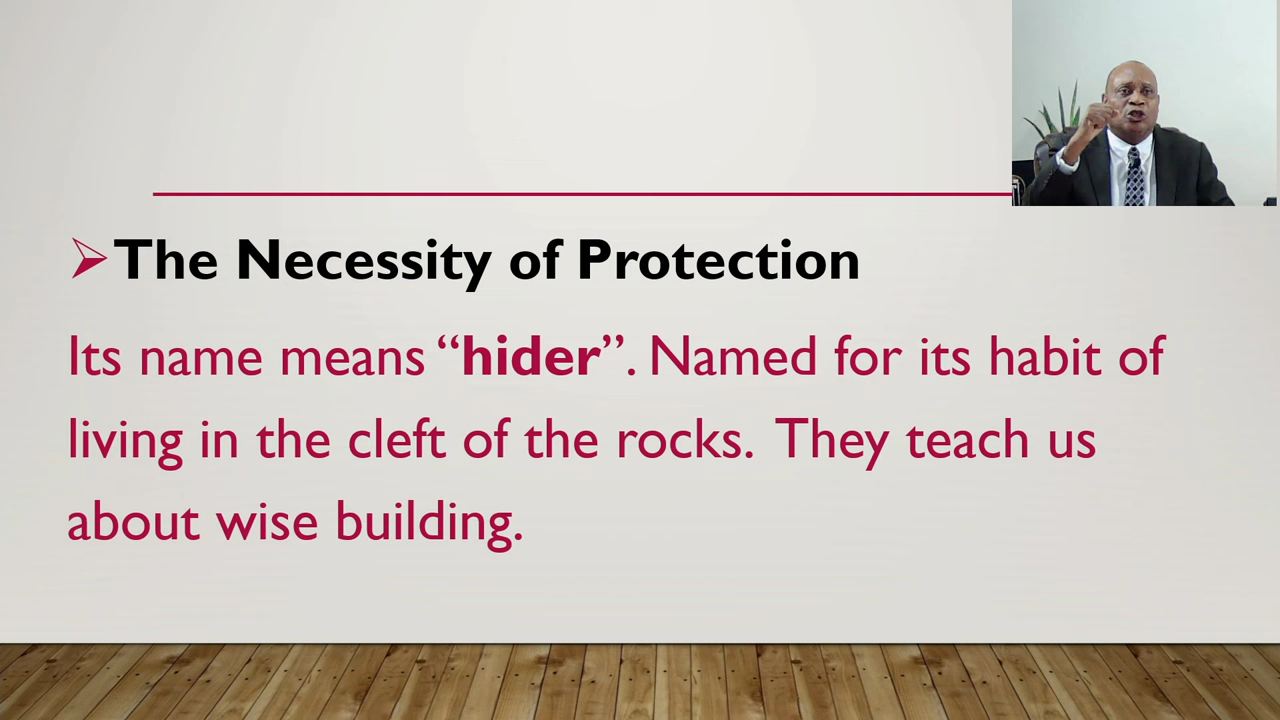 The Necessity of Protection
Its name means “hider”. Named for its habit of
living in the cleft of the rocks. They teach us
about wise building.